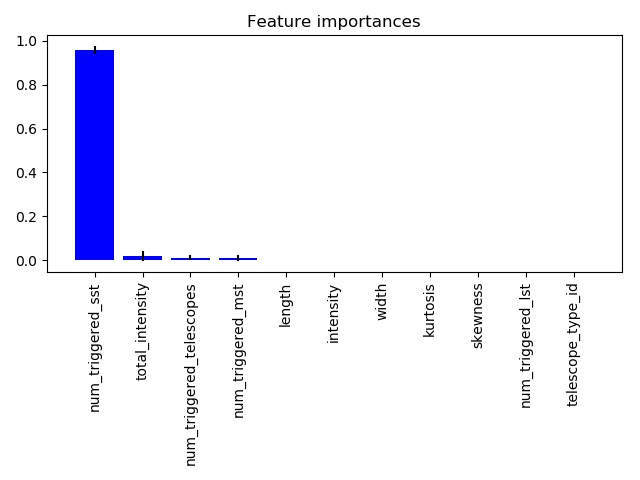 Feature importances
1.0
0.8
0.6
0.4
0.2
0.0
num_triggered_sst
total_intensity
num_triggered_telescopes
num_triggered_mst
length
intensity
width
kurtosis
skewness
num_triggered_lst
telescope_type_id